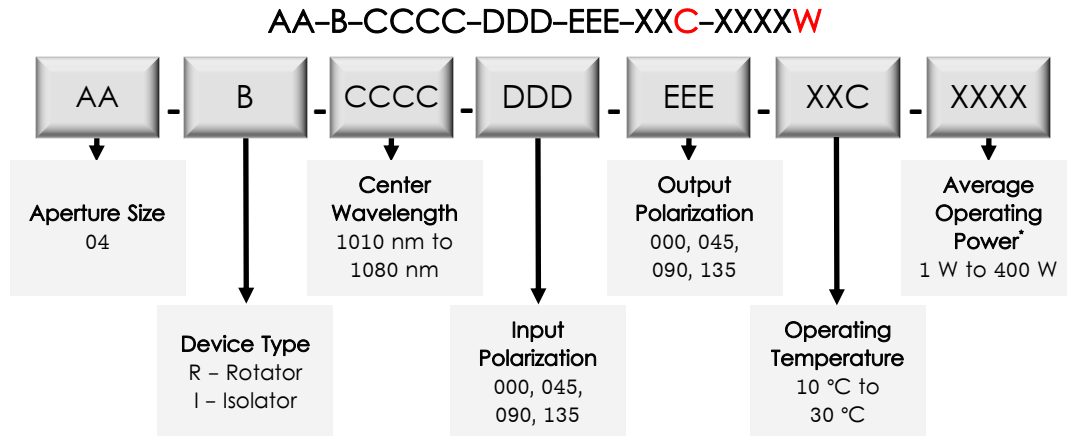 AA–B–CCCC–DDD–EEE–XXC–XXXXW
AA - B - CCCC - DDD - EEE - XXC - XXXX
Aperture Size
04
Device Type
R – Rotator
I – Isolator
Center
Wavelength
1010 nm to
1080 nm
Input
Polarization
000, 045,
090, 135
Output
Polarization
000, 045,
090, 135
Operating
Temperature
10 °C to
30 °C
Average
Operating
Power*
1 W to 400 W